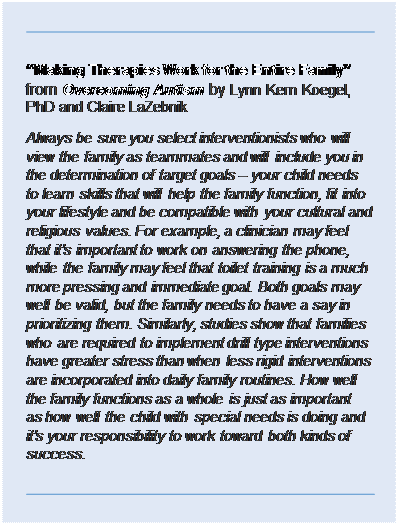 “Making Therapies Work for the Entire Family”
from Overcoming Autism by Lynn Kern Koegel,
PhD and Claire LaZebnik
Always be sure you select interventionists who will
view the family as teammates and will include you in
the determination of target goals – your child needs
to learn skills that will help the family function, fit into
your lifestyle and be compatible with your cultural and
religious values. For example, a clinician may feel
that it's important to work on answering the phone,
while the family may feel that toilet training is a much
more pressing and immediate goal. Both goals may
well be valid, but the family needs to have a say in
prioritizing them. Similarly, studies show that families
who are required to implement drill type interventions
have greater stress than when less rigid interventions
are incorporated into daily family routines. How well
the family functions as a whole is just as important
as how well the child with special needs is doing and
it's your responsibility to work toward both kinds of
success.